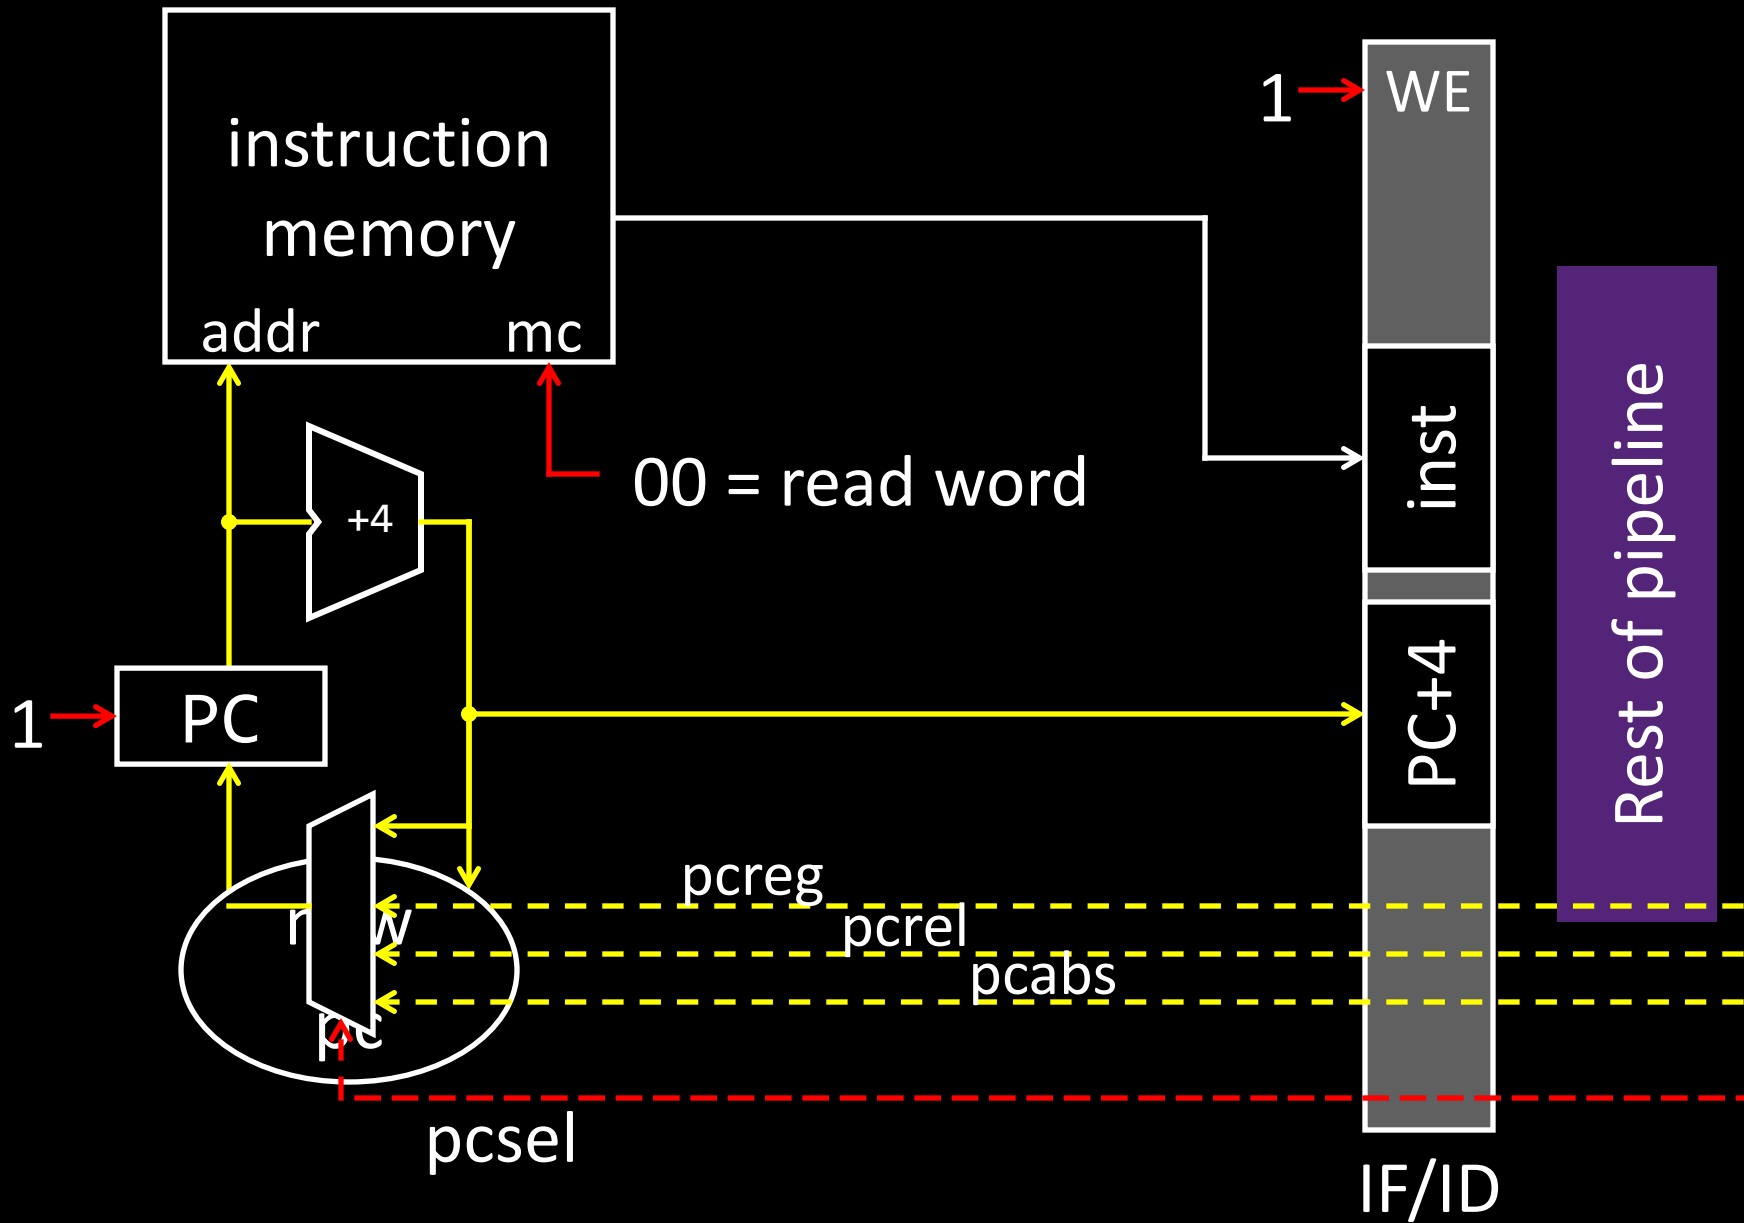 instruction
memory
addr
mc
1
WE
00 = read word
+4
inst
1
PC
PC+4
Rest of pipeline
pcreg
pcrel
pcabs
pc
pcsel
IF/ID